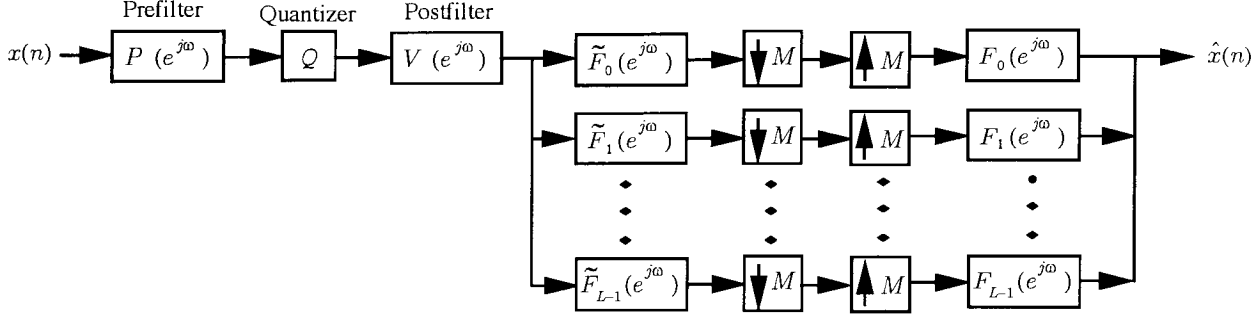 Prefilter Quantizer Postfilter
x(n) P (e^{jω}) Q V (e^{jω}) F̃_0(e^{jω}) M M F_0(e^{jω}) x̂(n)
F̃_1(e^{jω}) M M F_1(e^{jω})
F̃_{L-1}(e^{jω}) M M F_{L-1}(e^{jω})